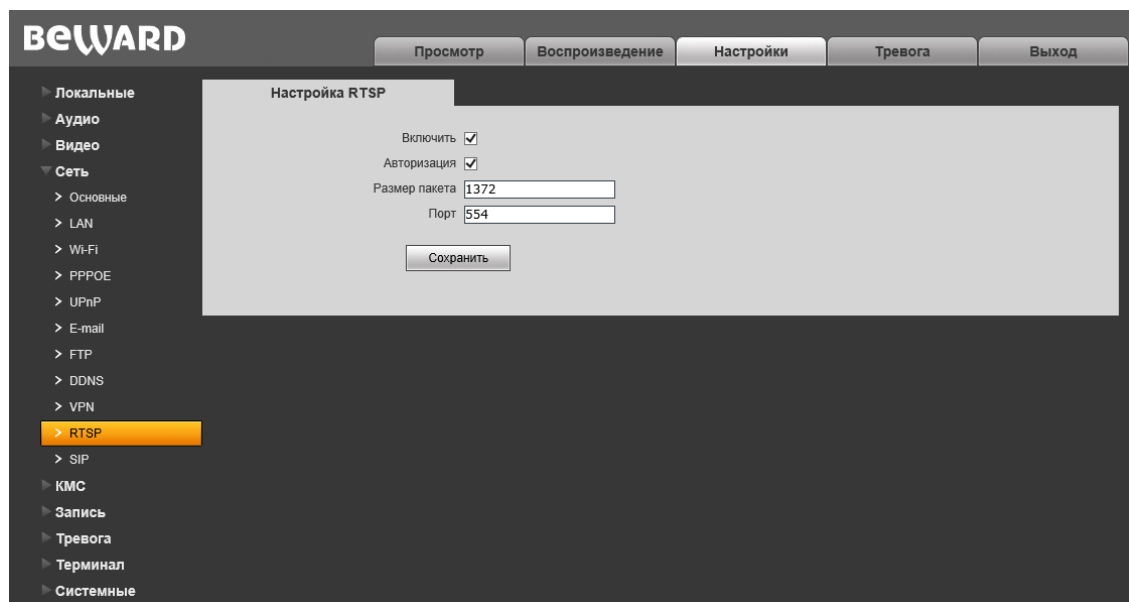 BEWARD
Просмотр
Воспроизведение
Настройки
Тревога
Выход
Локальные
Аудио
Видео
Сеть
> Основные
> LAN
> Wi-Fi
> PPPOE
> UPnP
> E-mail
> FTP
> DDNS
> VPN
> RTSP
> SIP
КМС
Запись
Тревога
Терминал
Системные
Настройка RTSP
Включить
Авторизация
Размер пакета 1372
Порт 554
Сохранить